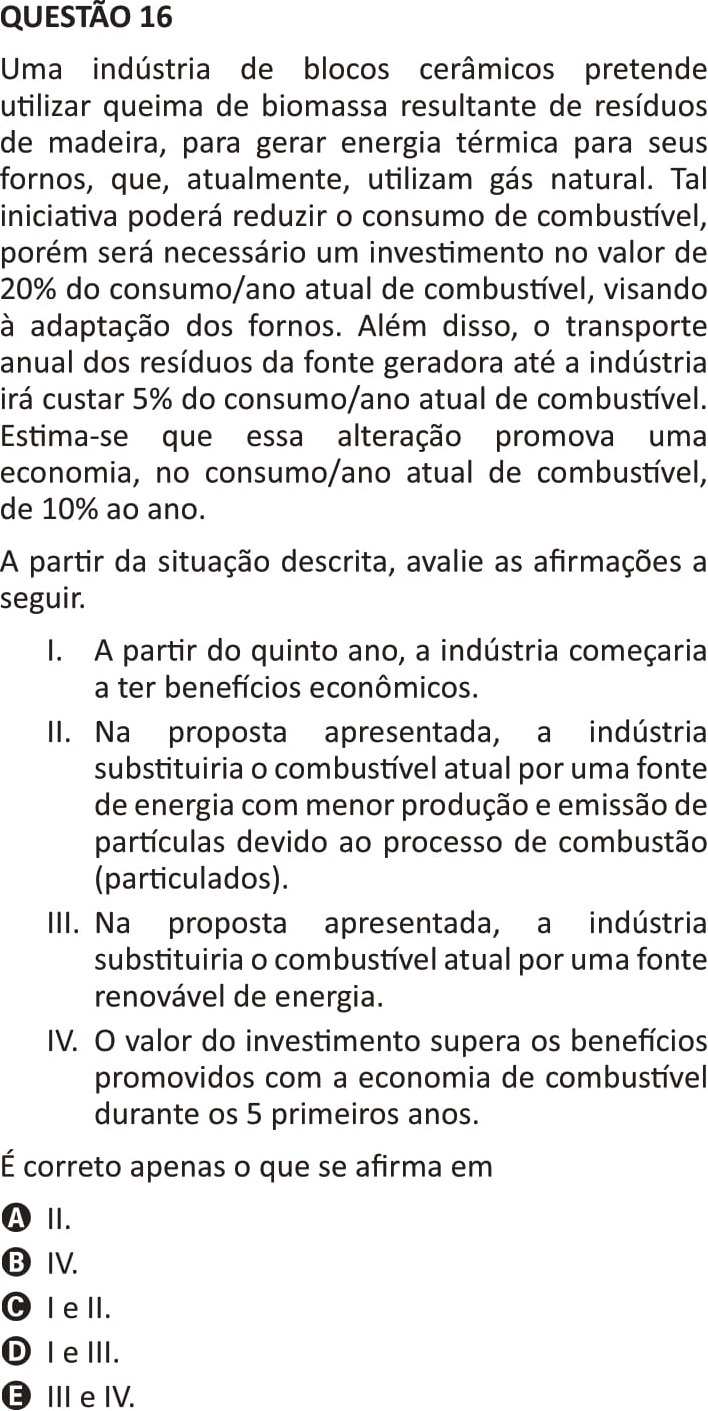 QUESTÃO 16
Uma indústria de blocos cerâmicos pretende
utilizar queima de biomassa resultante de resíduos
de madeira, para gerar energia térmica para seus
fornos, que, atualmente, utilizam gás natural. Tal
iniciativa poderá reduzir o consumo de combustível,
porém será necessário um investimento no valor de
20% do consumo/ano atual de combustível, visando
à adaptação dos fornos. Além disso, o transporte
anual dos resíduos da fonte geradora até a indústria
irá custar 5% do consumo/ano atual de combustível.
Estima-se que essa alteração promova uma
economia, no consumo/ano atual de combustível,
de 10% ao ano.
A partir da situação descrita, avalie as afirmações a
seguir.
I. A partir do quinto ano, a indústria começaria
a ter benefícios econômicos.
II. Na proposta apresentada, a indústria
substituiria o combustível atual por uma fonte
de energia com menor produção e emissão de
partículas devido ao processo de combustão
(particulados).
III. Na proposta apresentada, a indústria
substituiria o combustível atual por uma fonte
renovável de energia.
IV. O valor do investimento supera os benefícios
promovidos com a economia de combustível
durante os 5 primeiros anos.
É correto apenas o que se afirma em
A II.
B IV.
C I e II.
D I e III.
E III e IV.